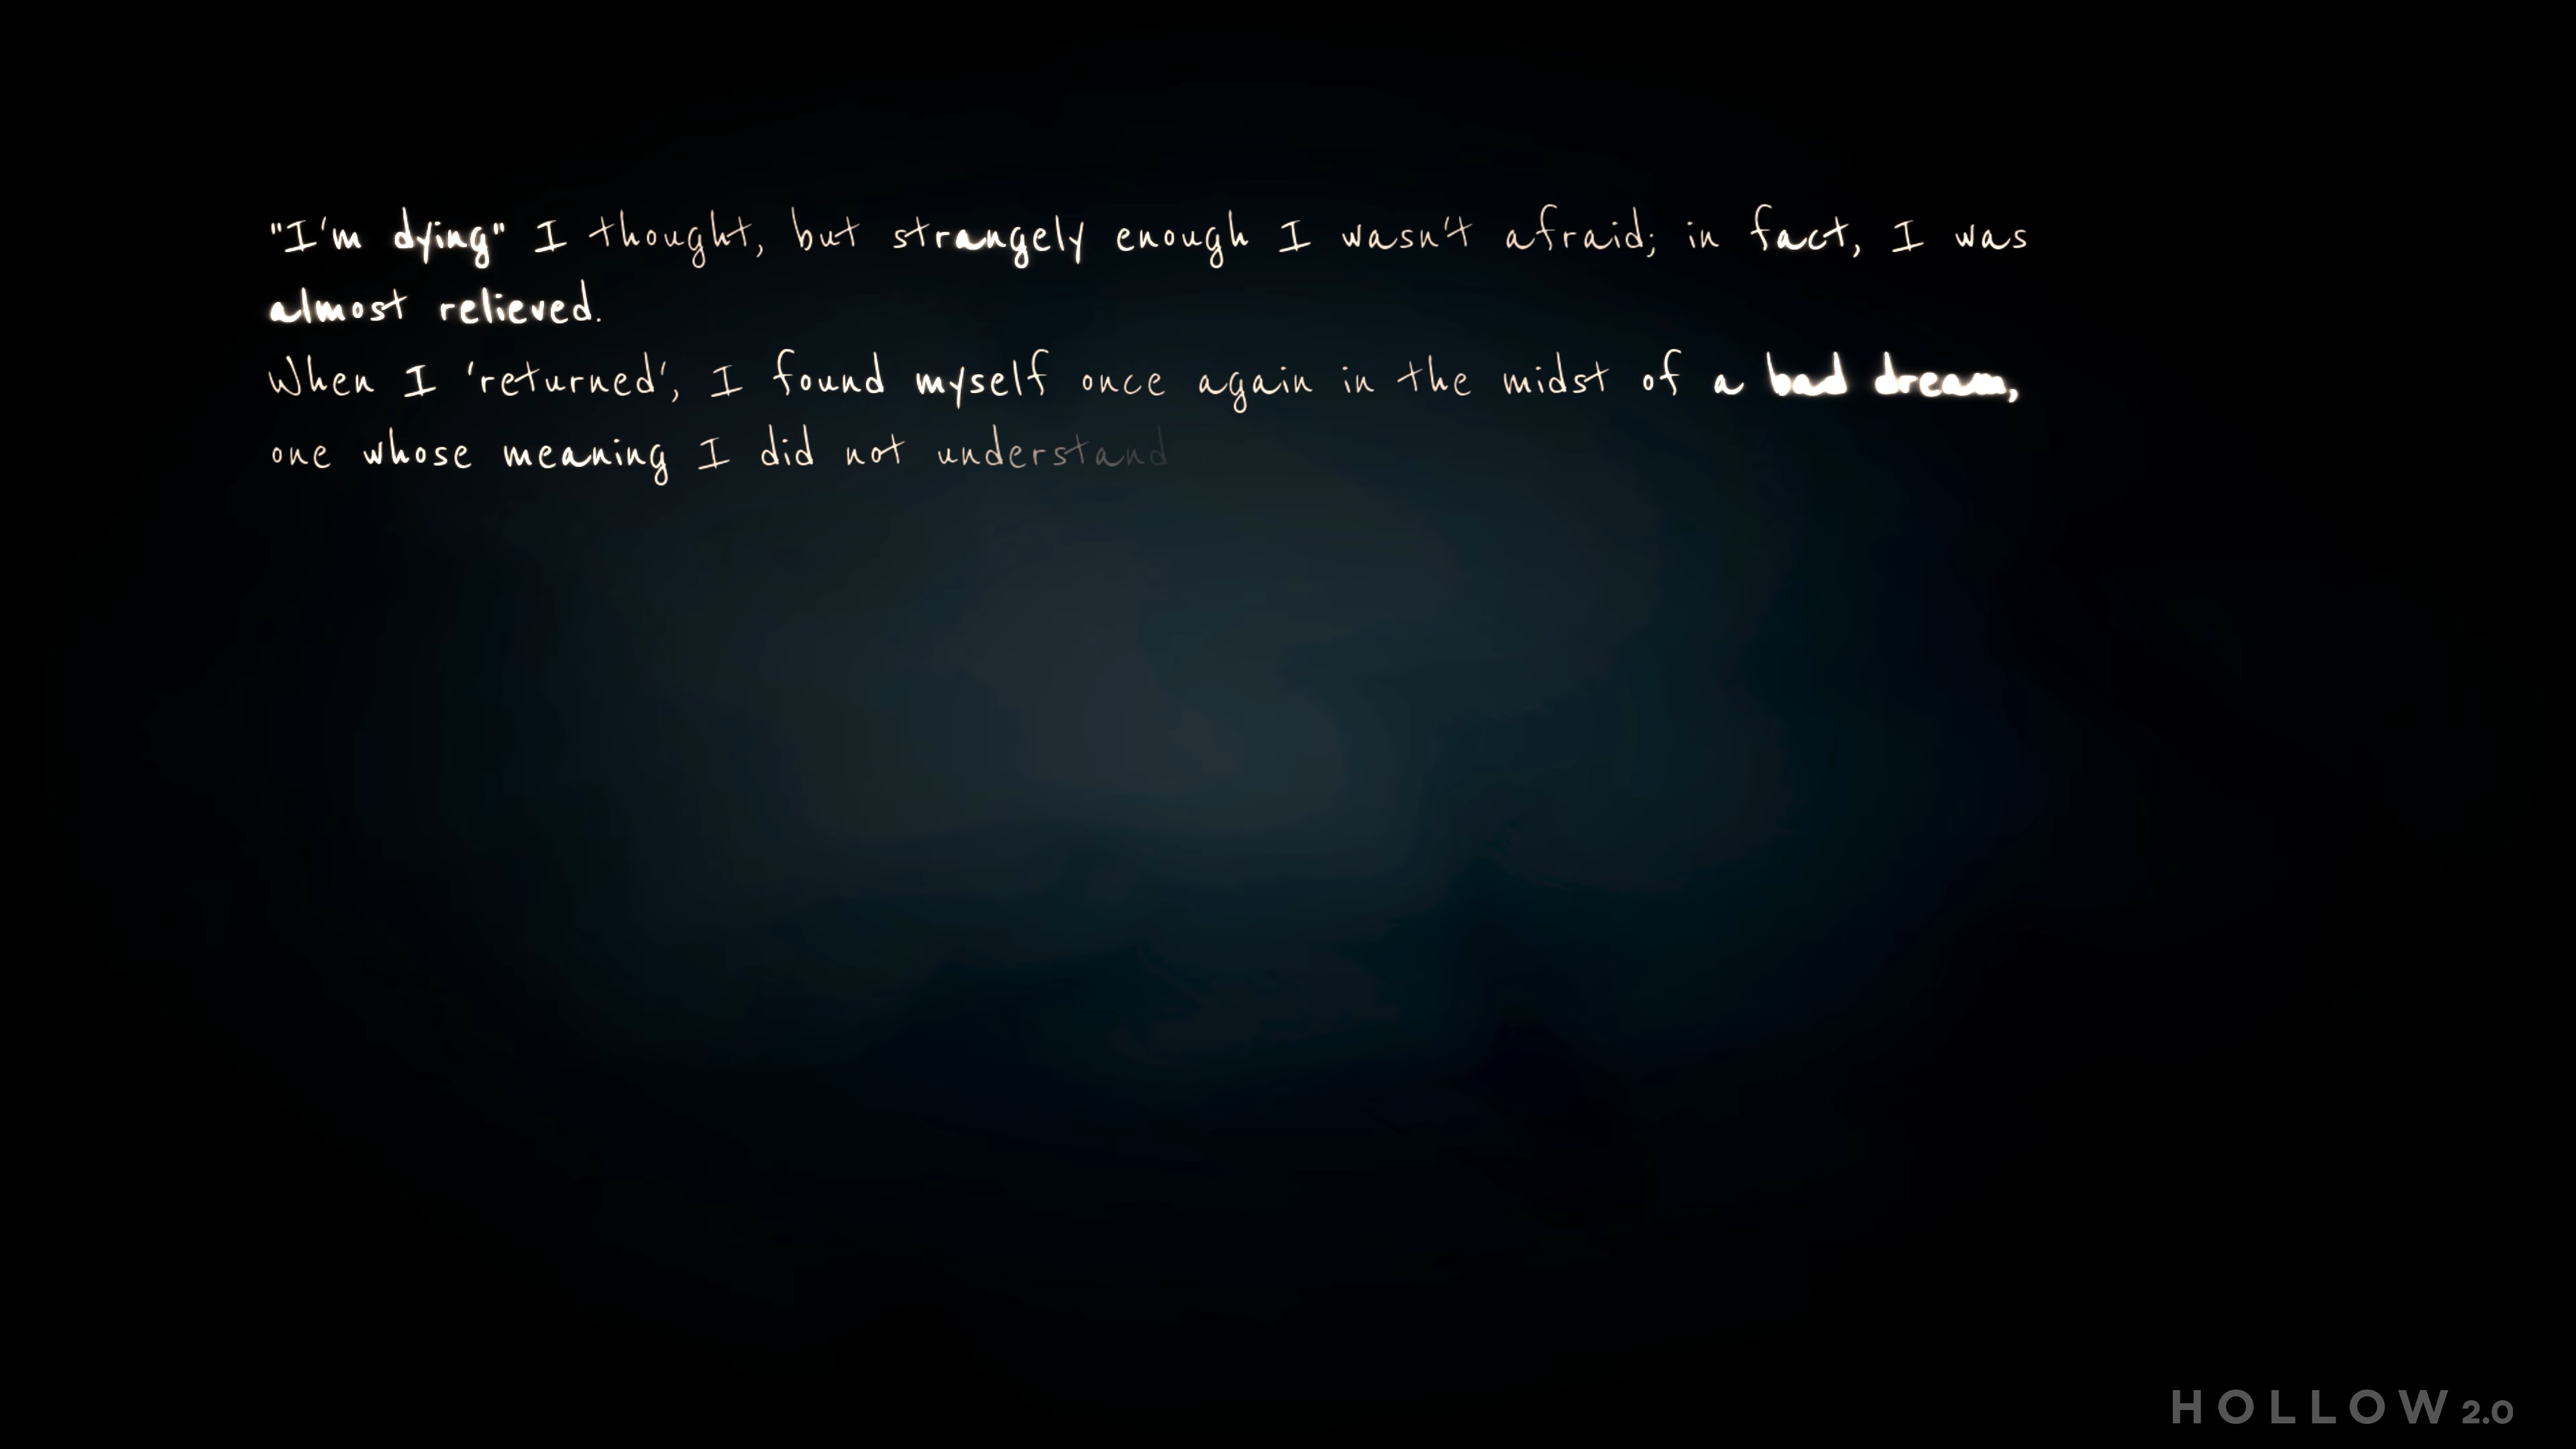 "I'm dying" I thought, but strangely enough I wasn't afraid; in fact, I was
almost relieved.
When I 'returned', I found myself once again in the midst of a bad dream,
one whose meaning I did not understand
HOLLOW 2.0